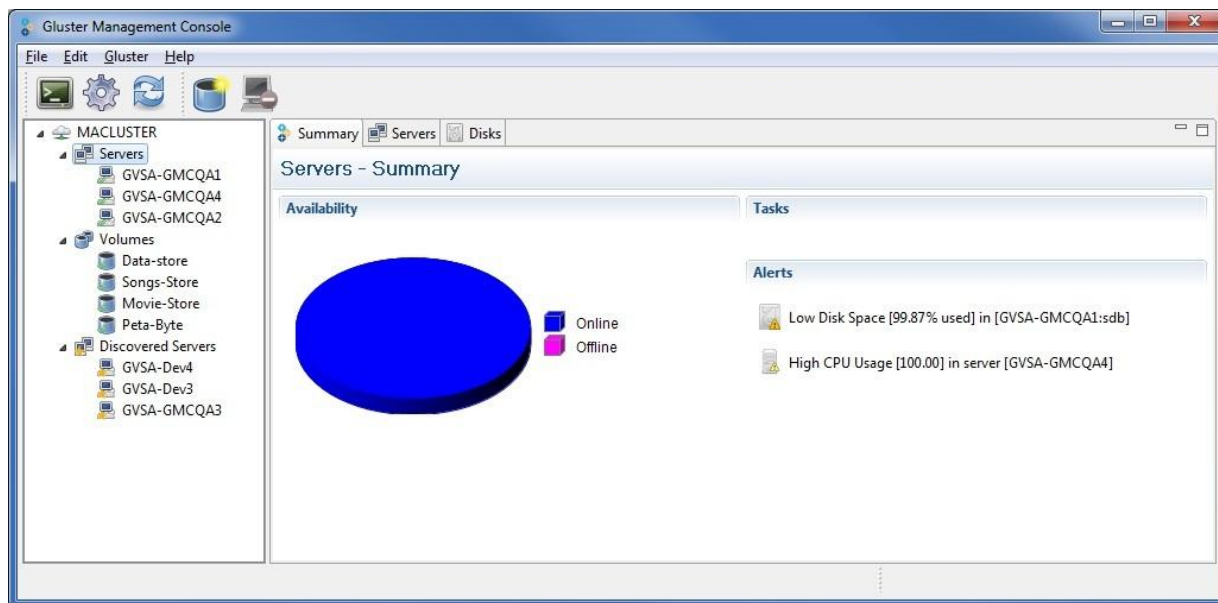 Gluster Management Console
File Edit Gluster Help
MACLUSTER
Servers
GVSA-GMCQA1
GVSA-GMCQA4
GVSA-GMCQA2
Volumes
Data-store
Songs-Store
Movie-Store
Peta-Byte
Discovered Servers
GVSA-Dev4
GVSA-Dev3
GVSA-GMCQA3
Summary Servers Disks
Servers - Summary
Availability
Online
Offline
Tasks
Alerts
Low Disk Space [99.87% used] in [GVSA-GMCQA1:sdb]
High CPU Usage [100.00] in server [GVSA-GMCQA4]